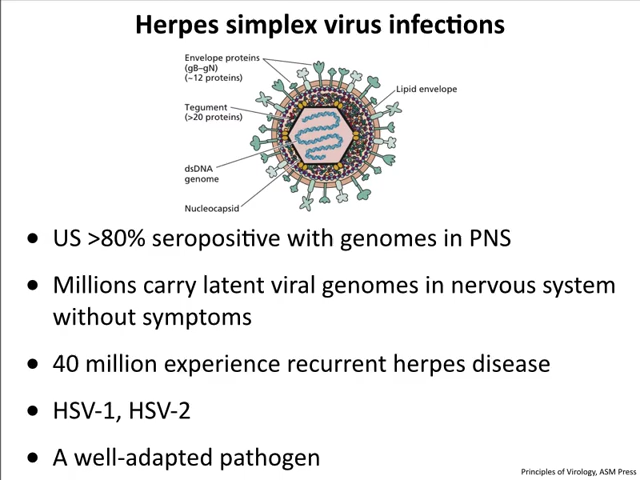 Herpes simplex virus infections
Envelope proteins
(gB–gN)
(~12 proteins)
Lipid envelope
Tegument
(>20 proteins)
dsDNA
genome
Nucleocapsid
• US >80% seropositive with genomes in PNS
• Millions carry latent viral genomes in nervous system
without symptoms
• 40 million experience recurrent herpes disease
• HSV-1, HSV-2
• A well-adapted pathogen
Principles of Virology, ASM Press